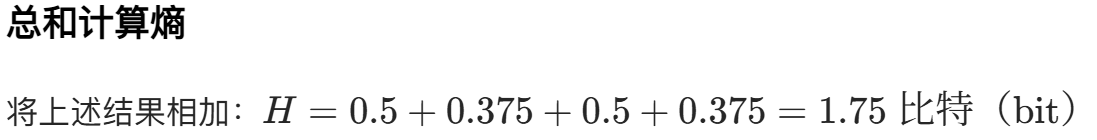 总和计算熵
将上述结果相加：H = 0.5 + 0.375 + 0.5 + 0.375 = 1.75 比特（bit）